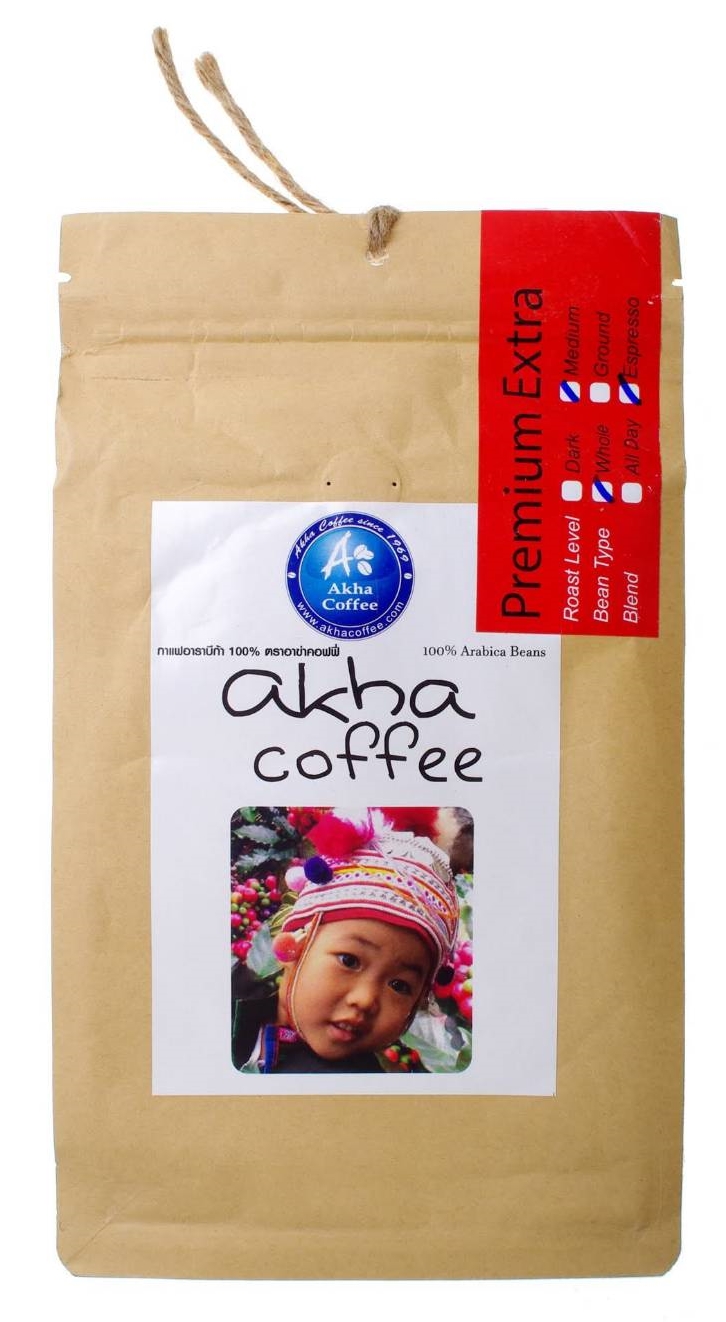 Premium Extra
Roast Level Dark Medium
Bean Type Whole Ground
Blend All Day Espresso
Akha Coffee since 1969
A
Akha
Coffee
www.akhacoffee.com
กาแฟอาราบีก้า 100% ตราอาข่าคอฟฟี่ 100% Arabica Beans
akha
coffee